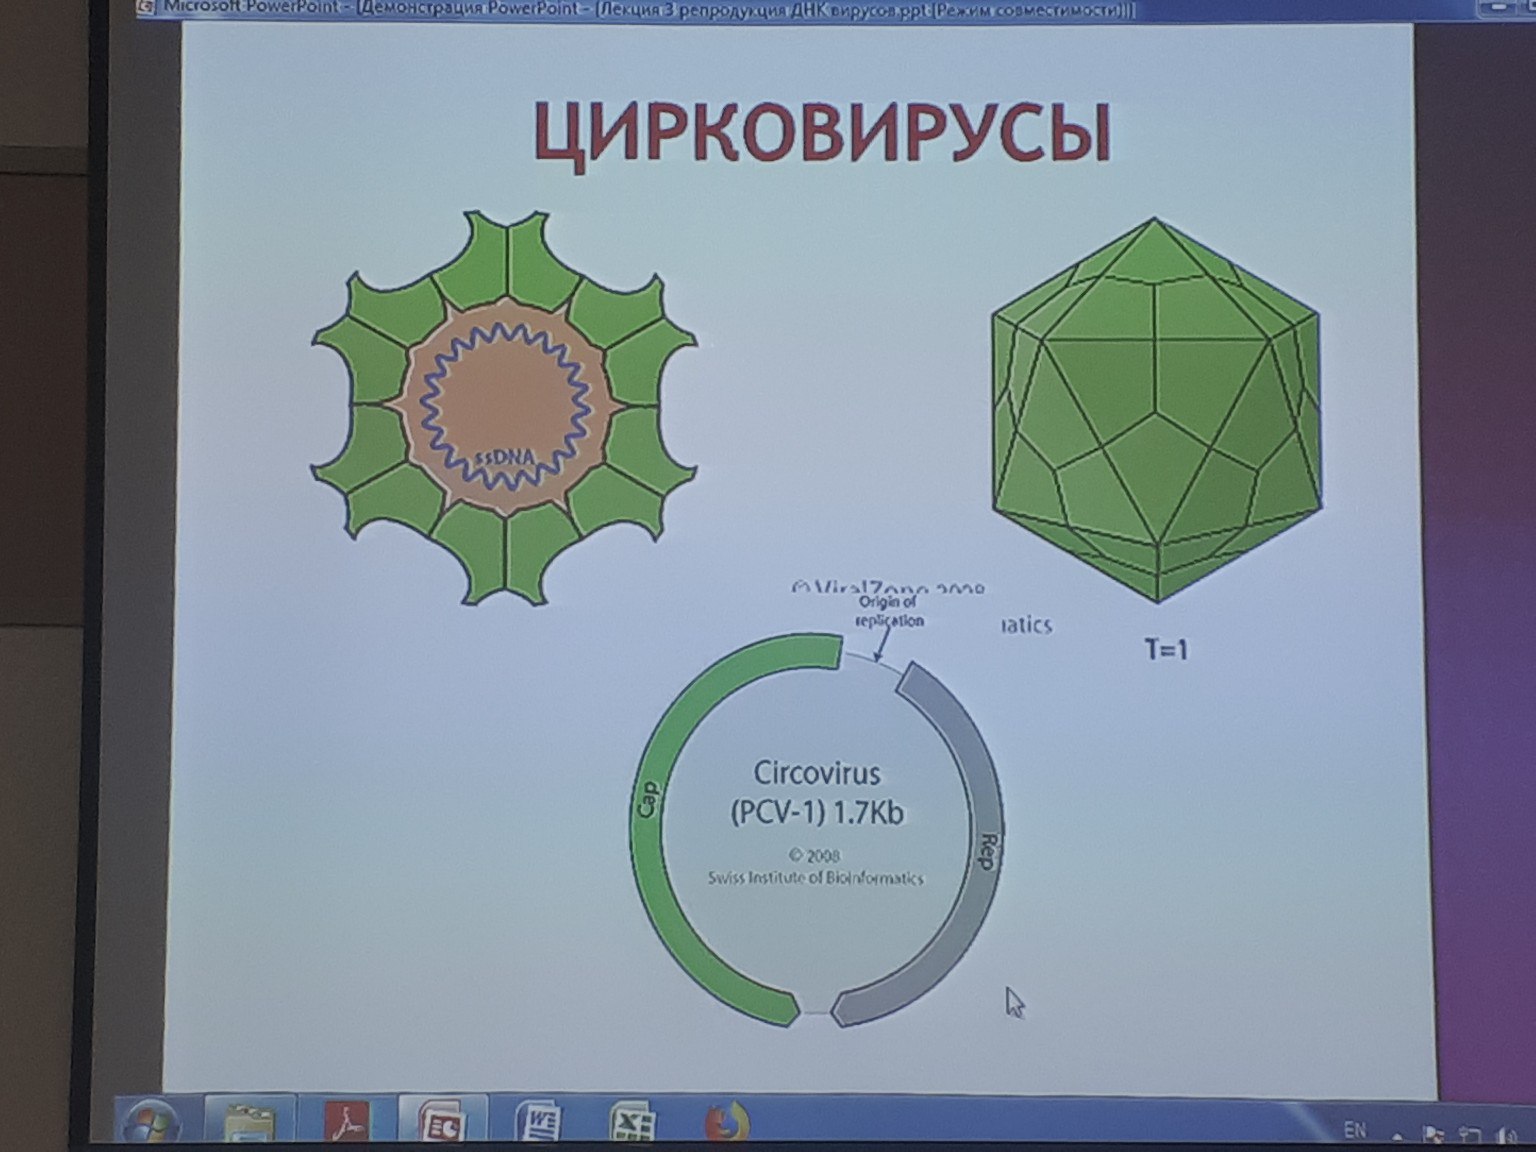 Microsoft PowerPoint - [Демонстрация PowerPoint - [Лекция 3 репродукция ДНК вирусов.ppt [Режим совместимости]]]
ЦИРКОВИРУСЫ
ssDNA
© ViralZone 2008
Origin of
replication
matics
T=1
Cap
Rep
Circovirus
(PCV-1) 1.7Kb
© 2008
Swiss Institute of Bioinformatics
EN